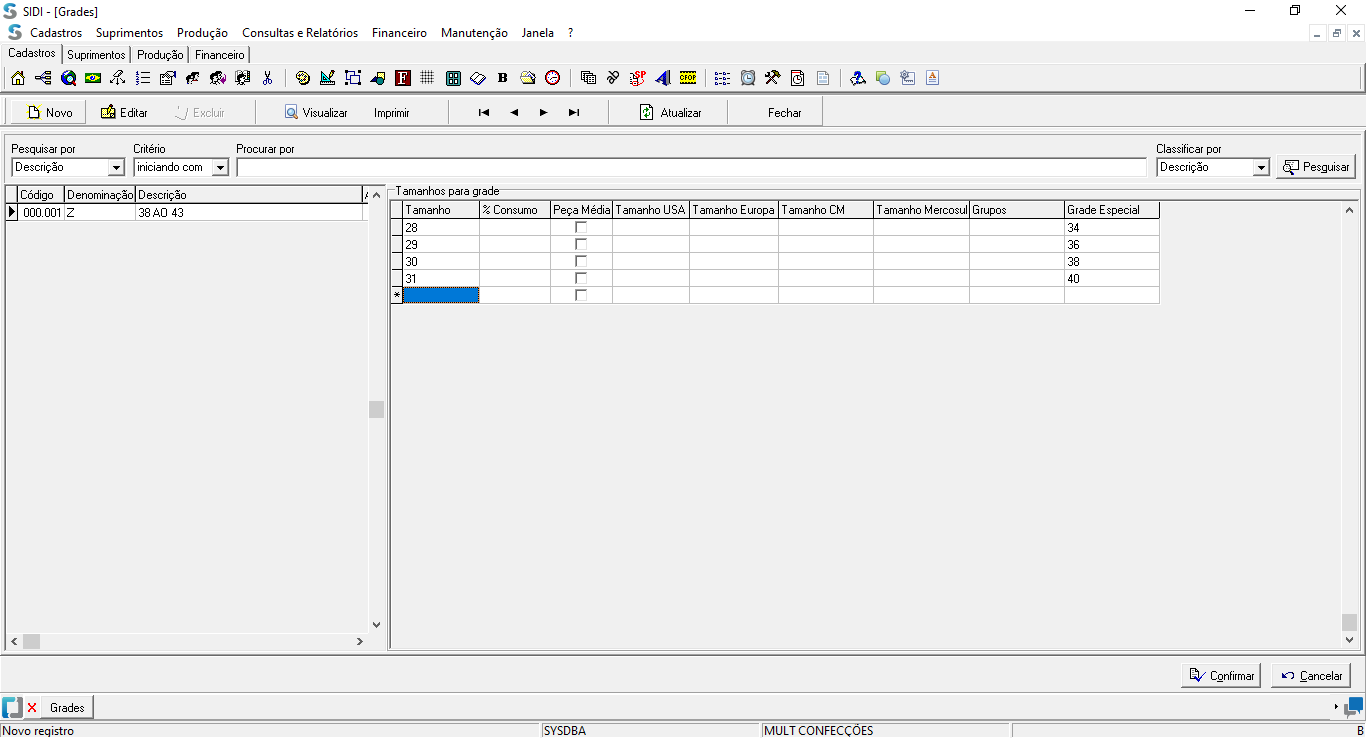 SIDI - [Grades]
Cadastros Suprimentos Produção Consultas e Relatórios Financeiro Manutenção Janela ?
Cadastros Suprimentos Produção Financeiro
F B SP CFOP
Novo Editar Excluir Visualizar Imprimir Atualizar Fechar
Pesquisar por Critério Procurar por Classificar por
Descrição iniciando com Descrição Pesquisar
Tamanhos para grade
Código Denominação Descrição
000.001 Z 38 AO 43
Tamanho % Consumo Peça Média Tamanho USA Tamanho Europa Tamanho CM Tamanho Mercosul Grupos Grade Especial
28 34
29 36
30 38
31 40
*
Confirmar Cancelar
Grades
Novo registro SYSDBA MULT CONFECÇÕES B